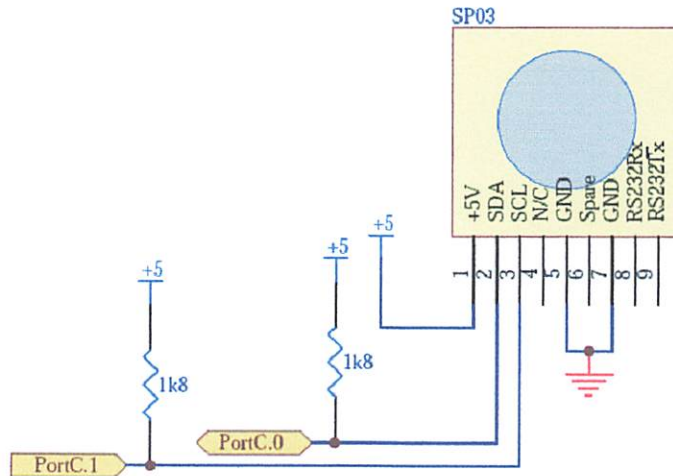 SP03
+5V
SDA
SCL
N/C
GND
Spare
GND
RS232Rx
RS232Tx
1
2
3
4
5
6
7
8
9
+5
+5
+5
1k8
1k8
PortC.0
PortC.1